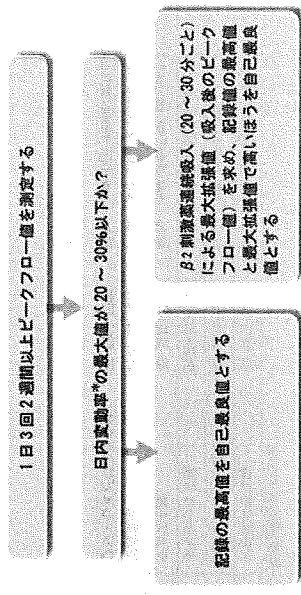 1日3回2週間以上ピークフロー値を測定する
日内変動率*の最大値が20～30%以下か？
記録の最高値を自己最良値とする
β2刺激薬連続吸入（20～30分ごと）
による最大拡張値（吸入後のピーク
フロー値）を求め、記録値の最高値
と最大拡張値で高いほうを自己最良
値とする